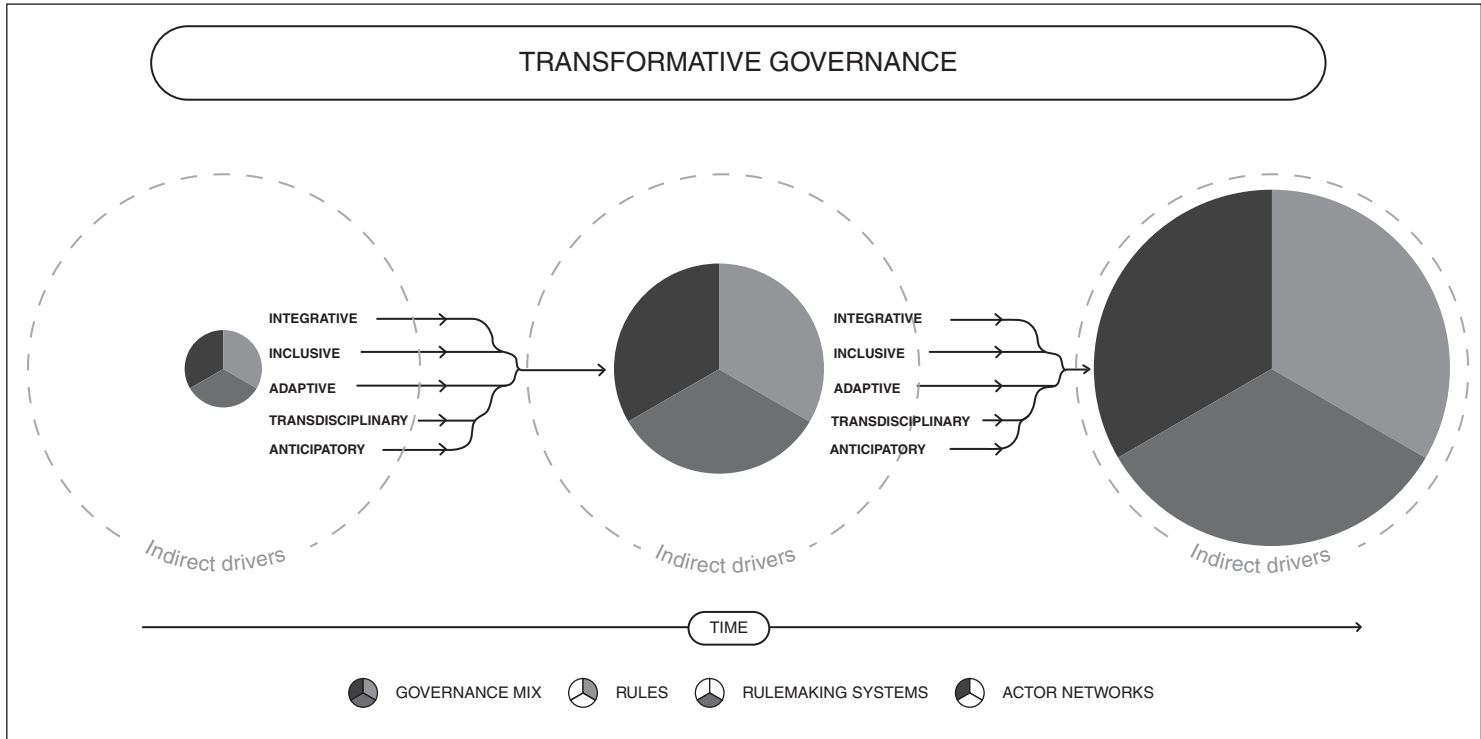 TRANSFORMATIVE GOVERNANCE
INTEGRATIVE
INCLUSIVE
ADAPTIVE
TRANSDISCIPLINARY
ANTICIPATORY
INTEGRATIVE
INCLUSIVE
ADAPTIVE
TRANSDISCIPLINARY
ANTICIPATORY
Indirect drivers
Indirect drivers
Indirect drivers
TIME
GOVERNANCE MIX
RULES
RULEMAKING SYSTEMS
ACTOR NETWORKS